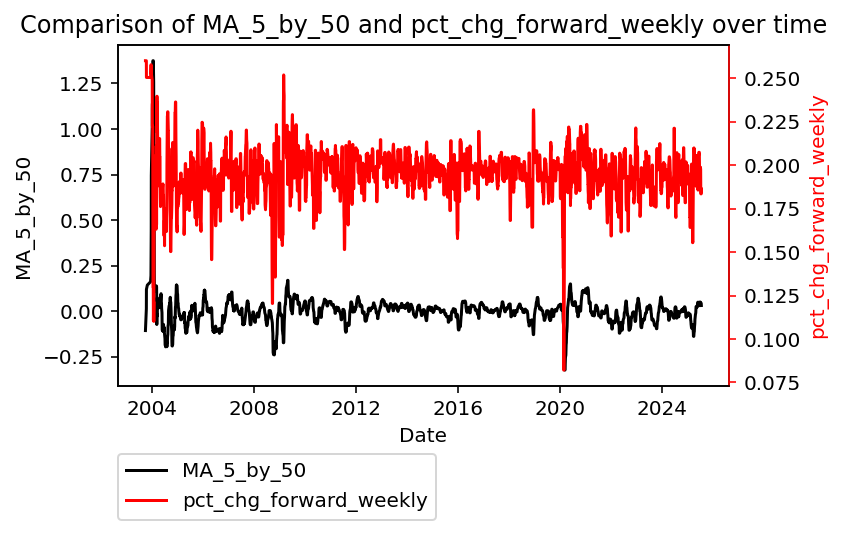 Comparison of MA_5_by_50 and pct_chg_forward_weekly over time
MA_5_by_50
1.25
1.00
0.75
0.50
0.25
0.00
−0.25
0.250
0.225
0.200
0.175
0.150
0.125
0.100
0.075
pct_chg_forward_weekly
2004 2008 2012 2016 2020 2024
Date
MA_5_by_50
pct_chg_forward_weekly